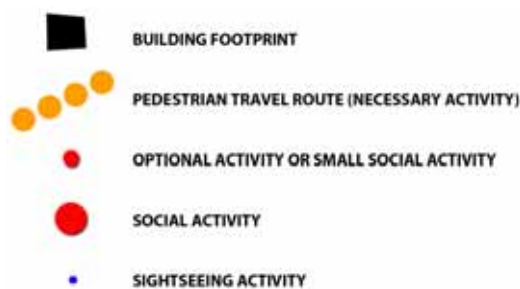 BUILDING FOOTPRINT
PEDESTRIAN TRAVEL ROUTE (NECESSARY ACTIVITY)
OPTIONAL ACTIVITY OR SMALL SOCIAL ACTIVITY
SOCIAL ACTIVITY
SIGHTSEEING ACTIVITY